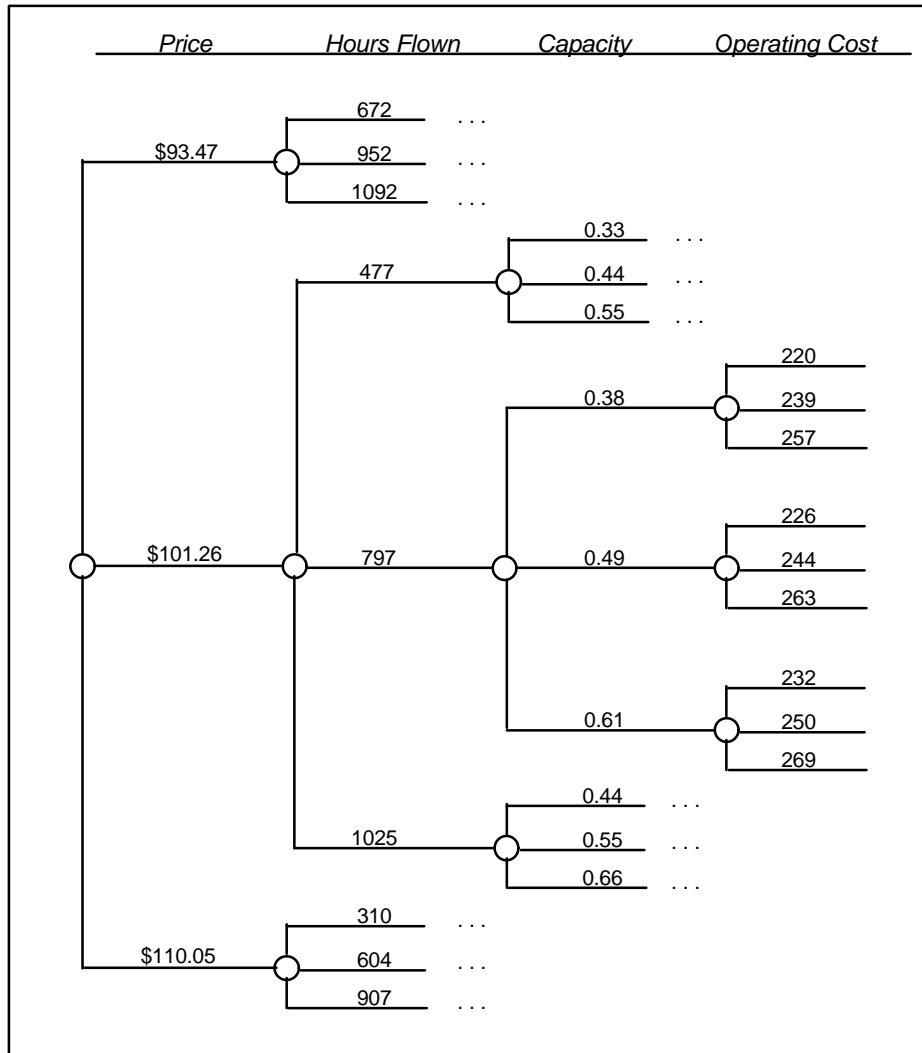 Price Hours Flown Capacity Operating Cost
672 . . .
$93.47 952 . . .
1092 . . .
0.33 . . .
477 0.44 . . .
0.55 . . .
220
0.38 239
257
226
$101.26 797 0.49 244
263
232
0.61 250
269
0.44 . . .
1025 0.55 . . .
0.66 . . .
310 . . .
$110.05 604 . . .
907 . . .